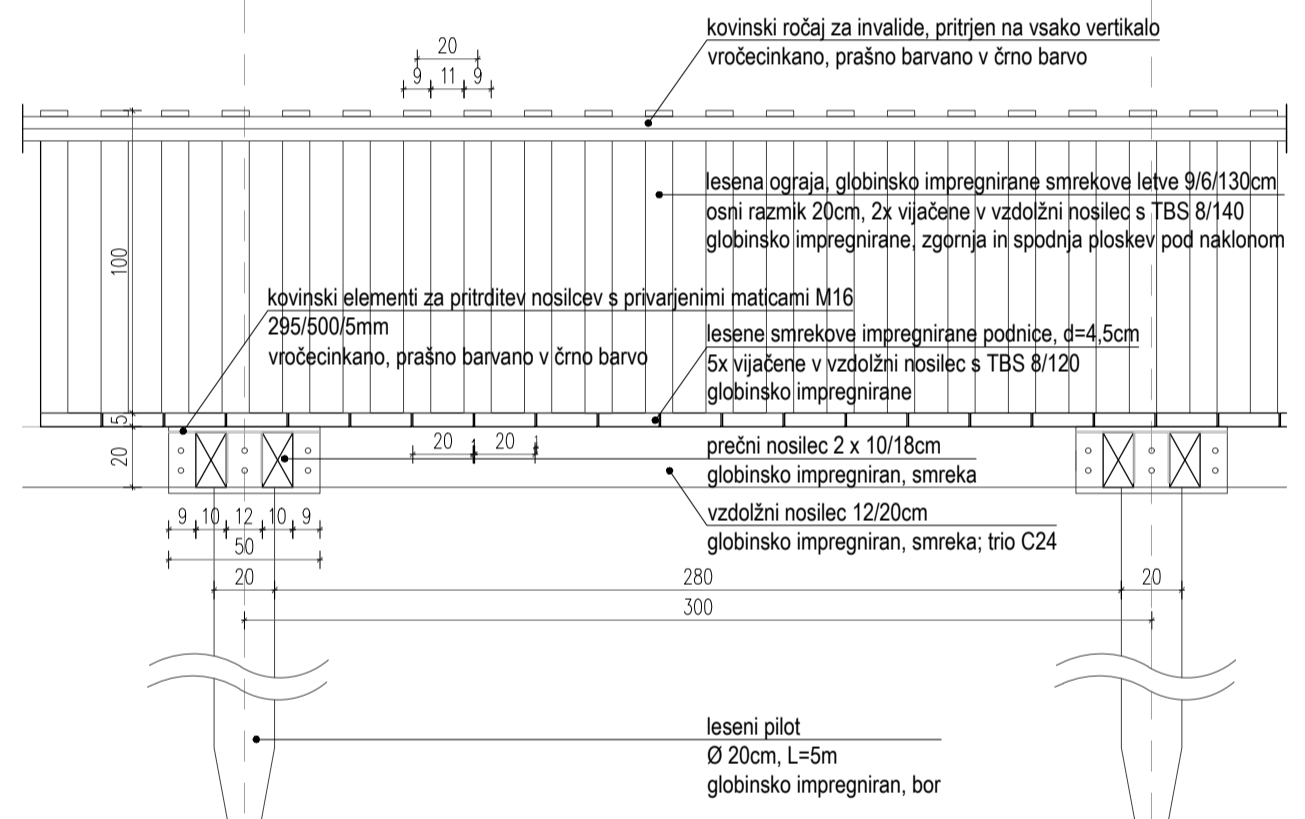 kovinski ročaj za invalide, pritrjen na vsako vertikalo
vročecinkano, prašno barvano v črno barvo
20
9 11 9
lesena ograja, globinsko impregnirane smrekove letve 9/6/130cm
osni razmik 20cm, 2x vijačene v vzdolžni nosilec s TBS 8/140
globinsko impregnirane, zgornja in spodnja ploskev pod naklonom
100
kovinski elementi za pritrditev nosilcev s privarjenimi maticami M16
295/500/5mm
vročecinkano, prašno barvano v črno barvo
lesene smrekove impregnirane podnice, d=4,5cm
5x vijačene v vzdolžni nosilec s TBS 8/120
globinsko impregnirane
5
20
20 1 20 1
prečni nosilec 2 x 10/18cm
globinsko impregniran, smreka
vzdolžni nosilec 12/20cm
globinsko impregniran, smreka; trio C24
9 10 12 10 9
50
20 280 20
300
leseni pilot
Ø 20cm, L=5m
globinsko impregniran, bor